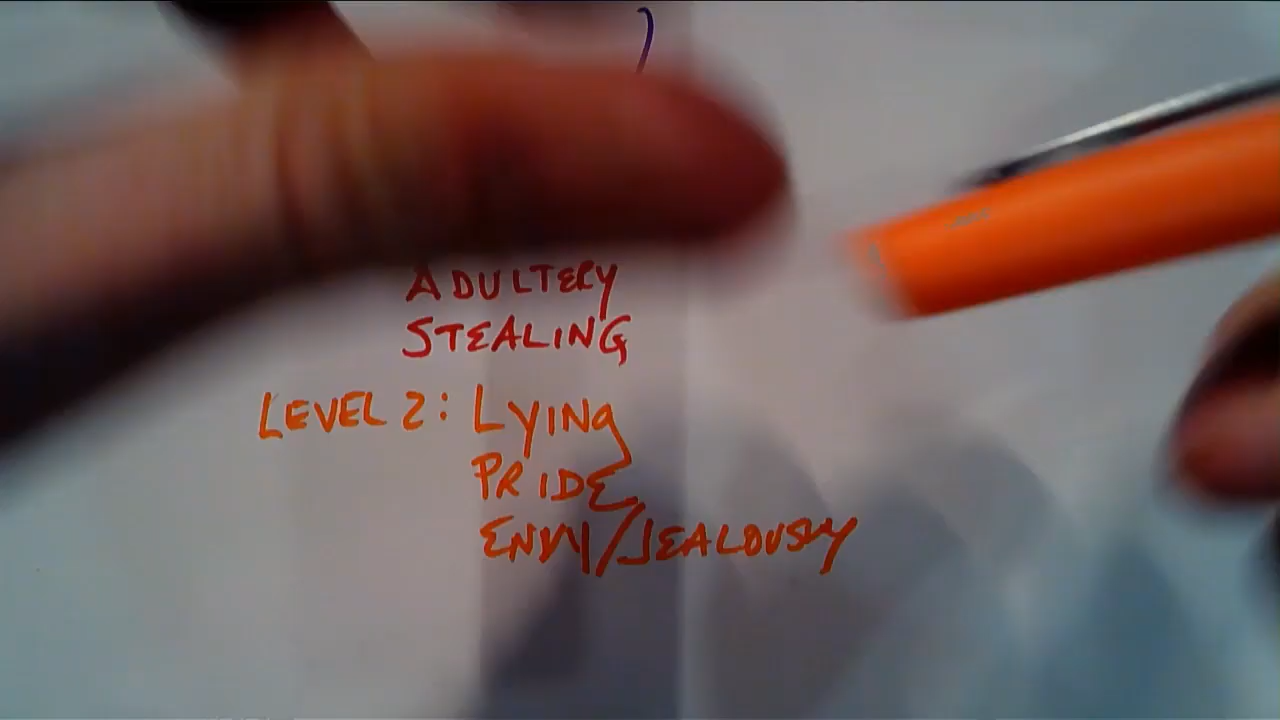 ADULTERY
STEALING
LEVEL 2: LYING
PRIDE
ENVY/JEALOUSY